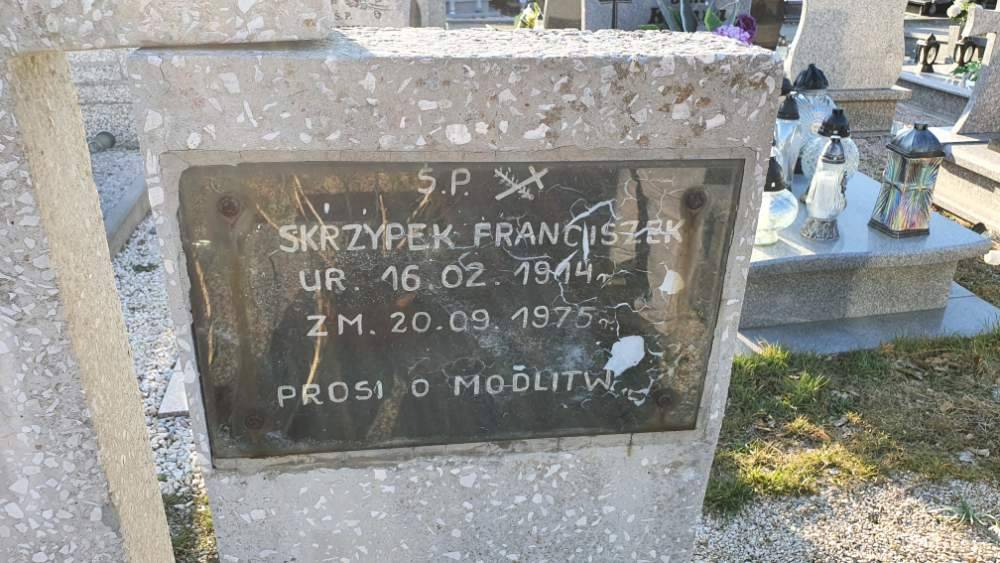 Ś.P.
SKRZYPEK FRANCISZEK
UR. 16.02.1914 r.
ZM. 20.09.1975 r.
PROSI O MODLITWĘ